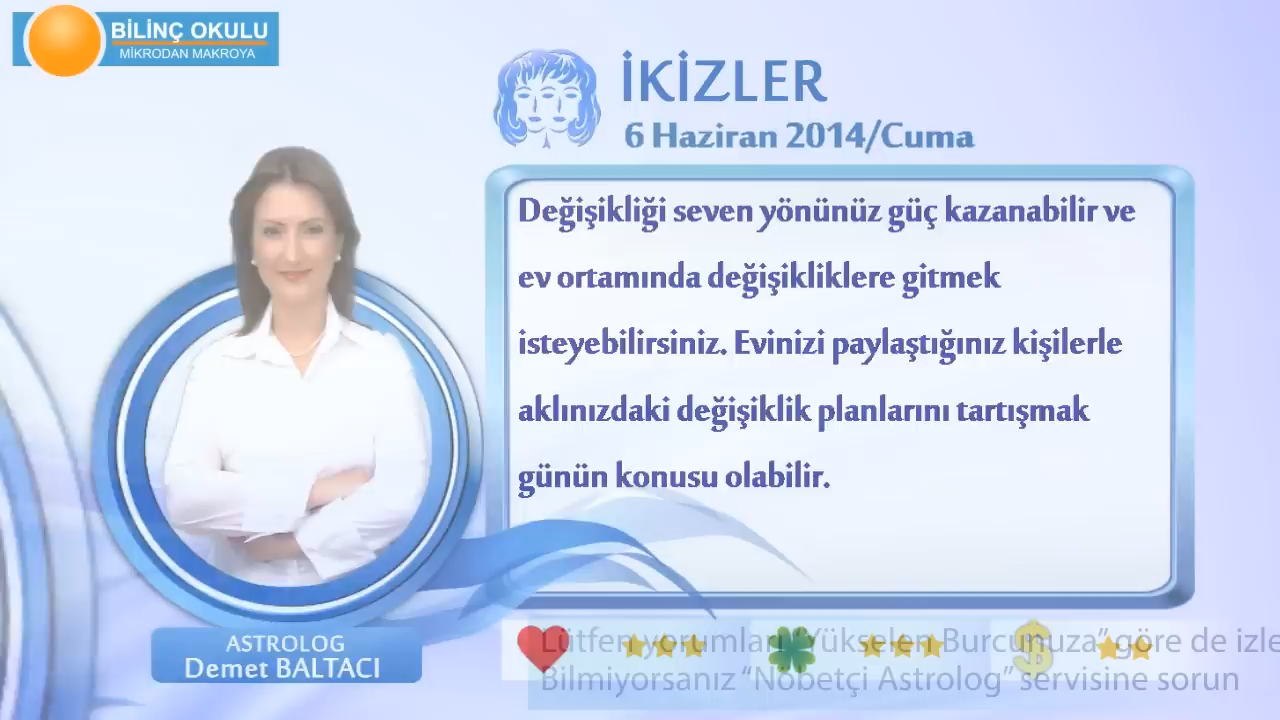 BİLİNÇ OKULU
MİKRODAN MAKROYA
İKİZLER
6 Haziran 2014/Cuma
Değişikliği seven yönünüz güç kazanabilir ve
ev ortamında değişikliklere gitmek
isteyebilirsiniz. Evinizi paylaştığınız kişilerle
aklınızdaki değişiklik planlarını tartışmak
günün konusu olabilir.
ASTROLOG
Demet BALTACI
Lütfen yorumları "Yükselen Burcunuza" göre de izle
Bilmiyorsanız "Nöbetçi Astrolog" servisine sorun